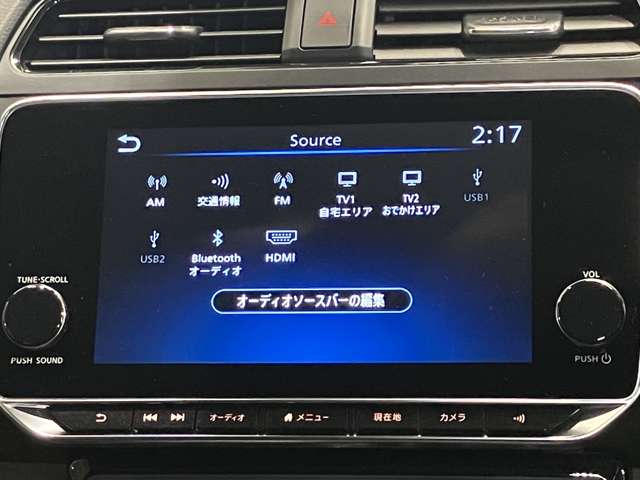 Source
2:17
AM
交通情報
FM
TV1
自宅エリア
TV2
おでかけエリア
USB1
USB2
Bluetooth
オーディオ
HDMI
オーディオソースバーの編集
TUNE·SCROLL
PUSH SOUND
VOL
PUSH
オーディオ
メニュー
現在地
カメラ